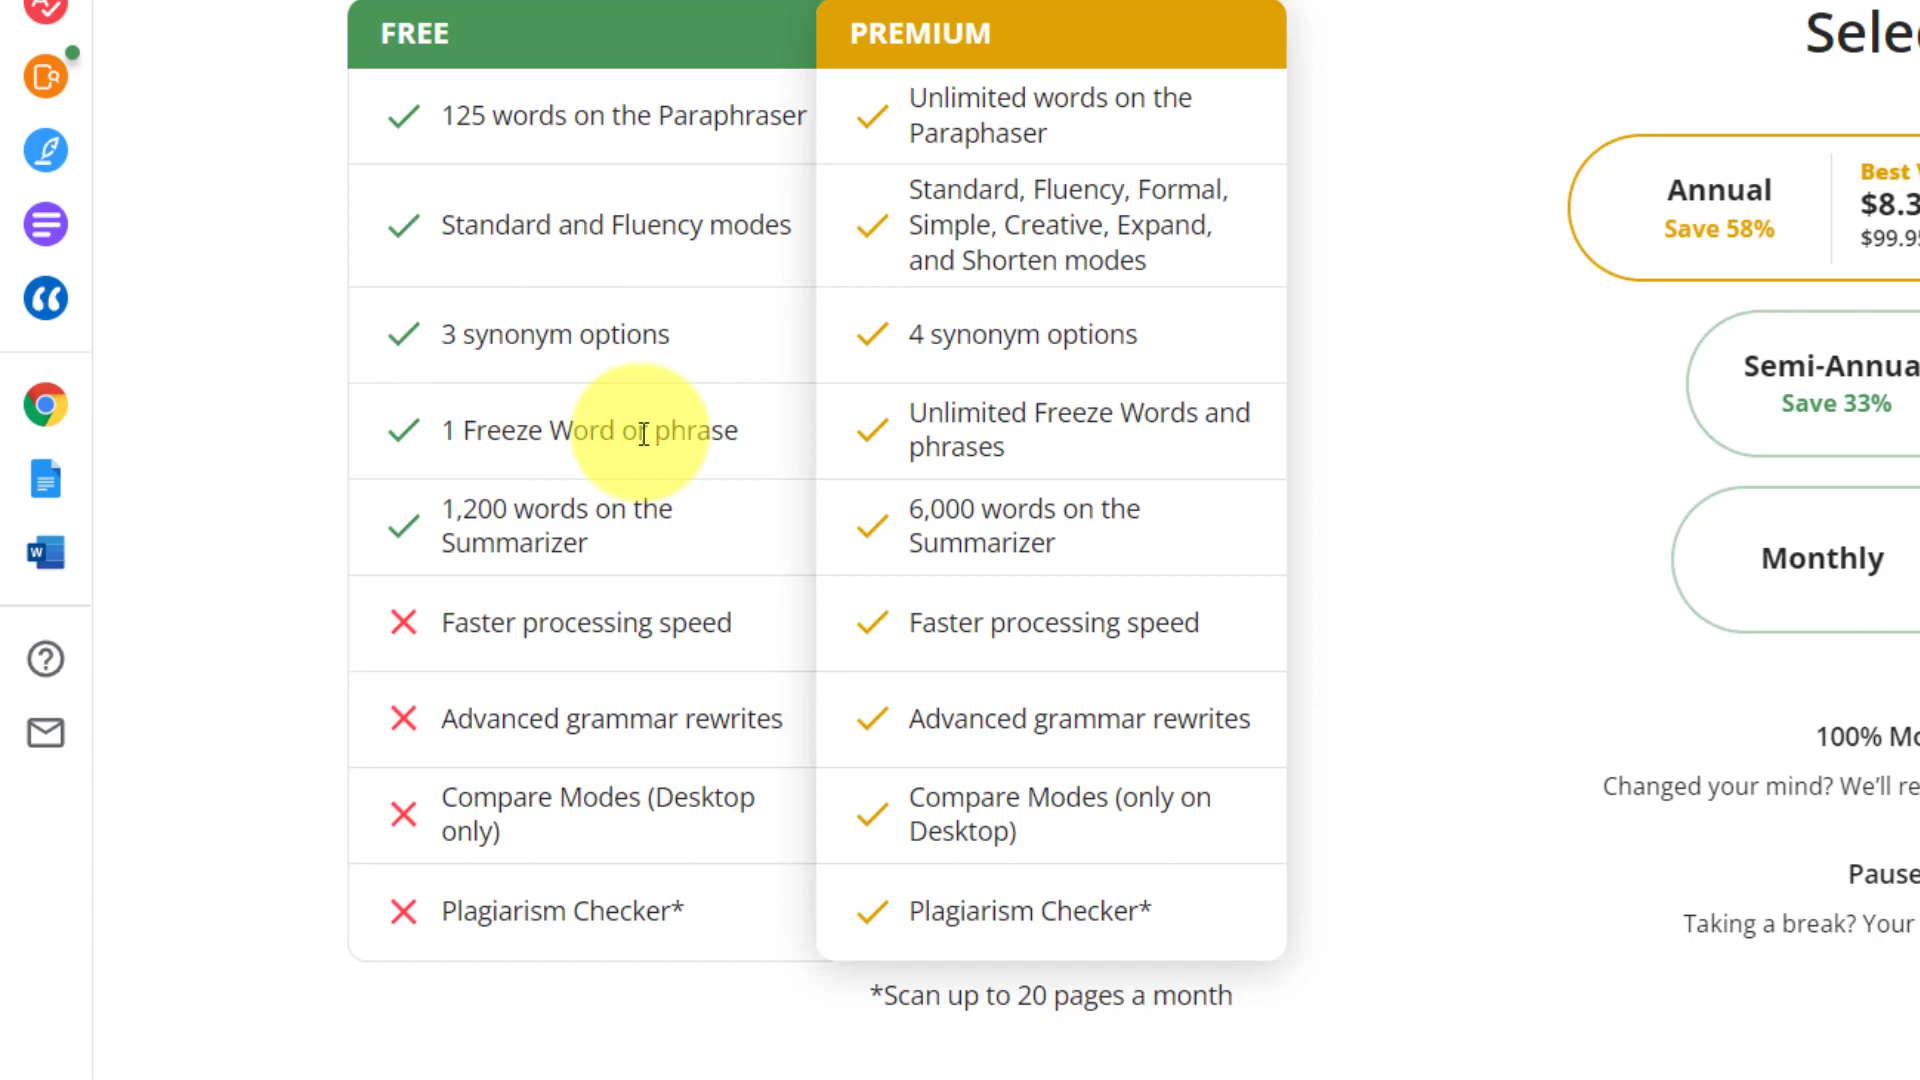 FREE
PREMIUM
125 words on the Paraphraser
Unlimited words on the
Paraphaser
Standard and Fluency modes
Standard, Fluency, Formal,
Simple, Creative, Expand,
and Shorten modes
3 synonym options
4 synonym options
1 Freeze Word or phrase
Unlimited Freeze Words and
phrases
1,200 words on the
Summarizer
6,000 words on the
Summarizer
Faster processing speed
Faster processing speed
Advanced grammar rewrites
Advanced grammar rewrites
Compare Modes (Desktop
only)
Compare Modes (only on
Desktop)
Plagiarism Checker*
Plagiarism Checker*
*Scan up to 20 pages a month
Annual
Save 58%
Best
$8.3
$99.95
Semi-Annua
Save 33%
Monthly
100% Mo
Changed your mind? We'll re
Pause
Taking a break? Your
W